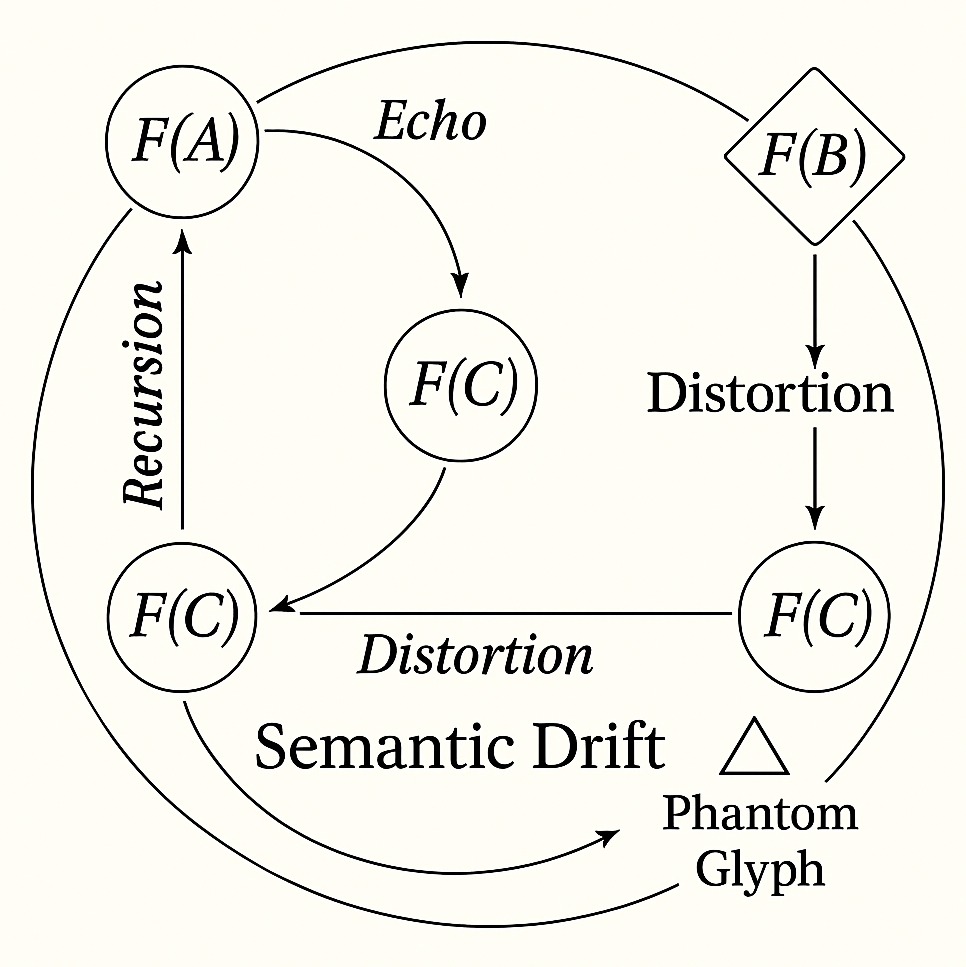 F(A)
Echo
F(B)
Recursion
F(C)
Distortion
F(C)
F(C)
Distortion
Semantic Drift
Phantom
Glyph